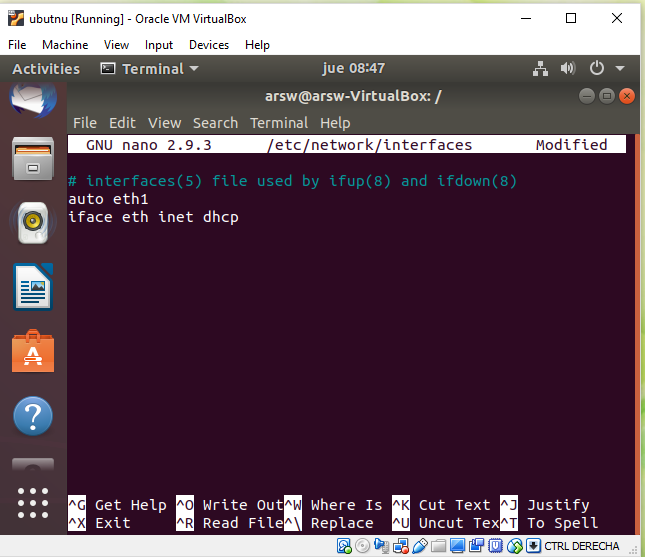 ubutnu [Running] - Oracle VM VirtualBox
File Machine View Input Devices Help
Activities Terminal jue 08:47
arsw@arsw-VirtualBox: /
File Edit View Search Terminal Help
GNU nano 2.9.3 /etc/network/interfaces Modified
# interfaces(5) file used by ifup(8) and ifdown(8)
auto eth1
iface eth inet dhcp
^G Get Help ^O Write Out ^W Where Is ^K Cut Text ^J Justify
^X Exit ^R Read File ^\ Replace ^U Uncut Tex ^T To Spell
CTRL DERECHA